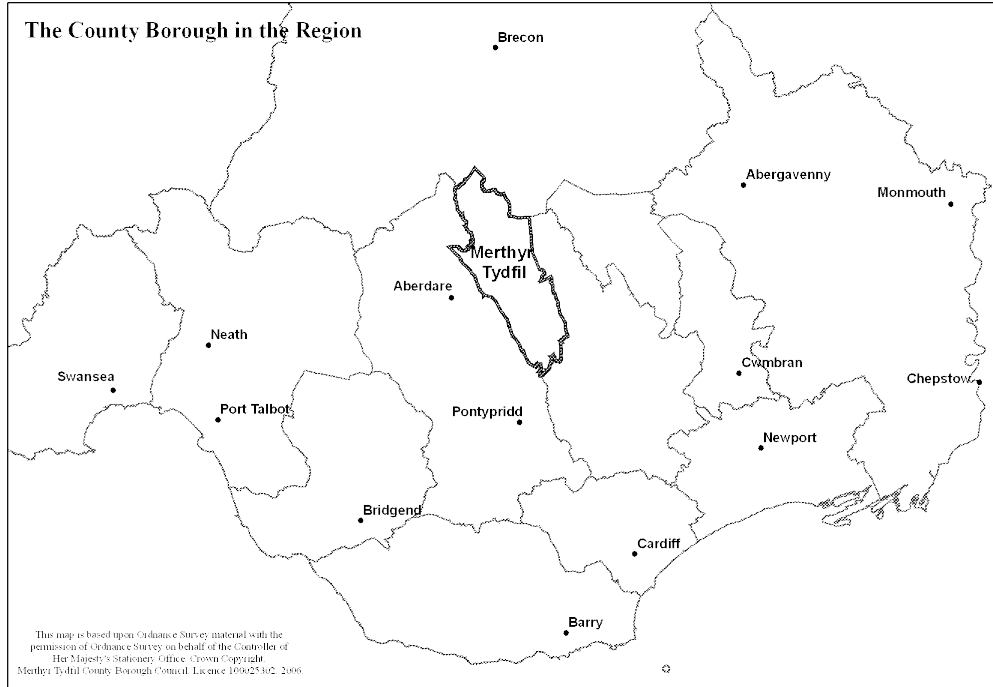 The County Borough in the Region
Brecon
Abergavenny
Monmouth
Merthyr
Tydfil
Aberdare
Neath
Swansea
Cwmbran
Chepstow
Port Talbot
Pontypridd
Newport
Bridgend
Cardiff
Barry
This map is based upon Ordnance Survey material with the
permission of Ordnance Survey on behalf of the Controller of
Her Majesty's Stationery Office. Crown Copyright.
Merthyr Tydfil County Borough Council. Licence 100025302. 2006.